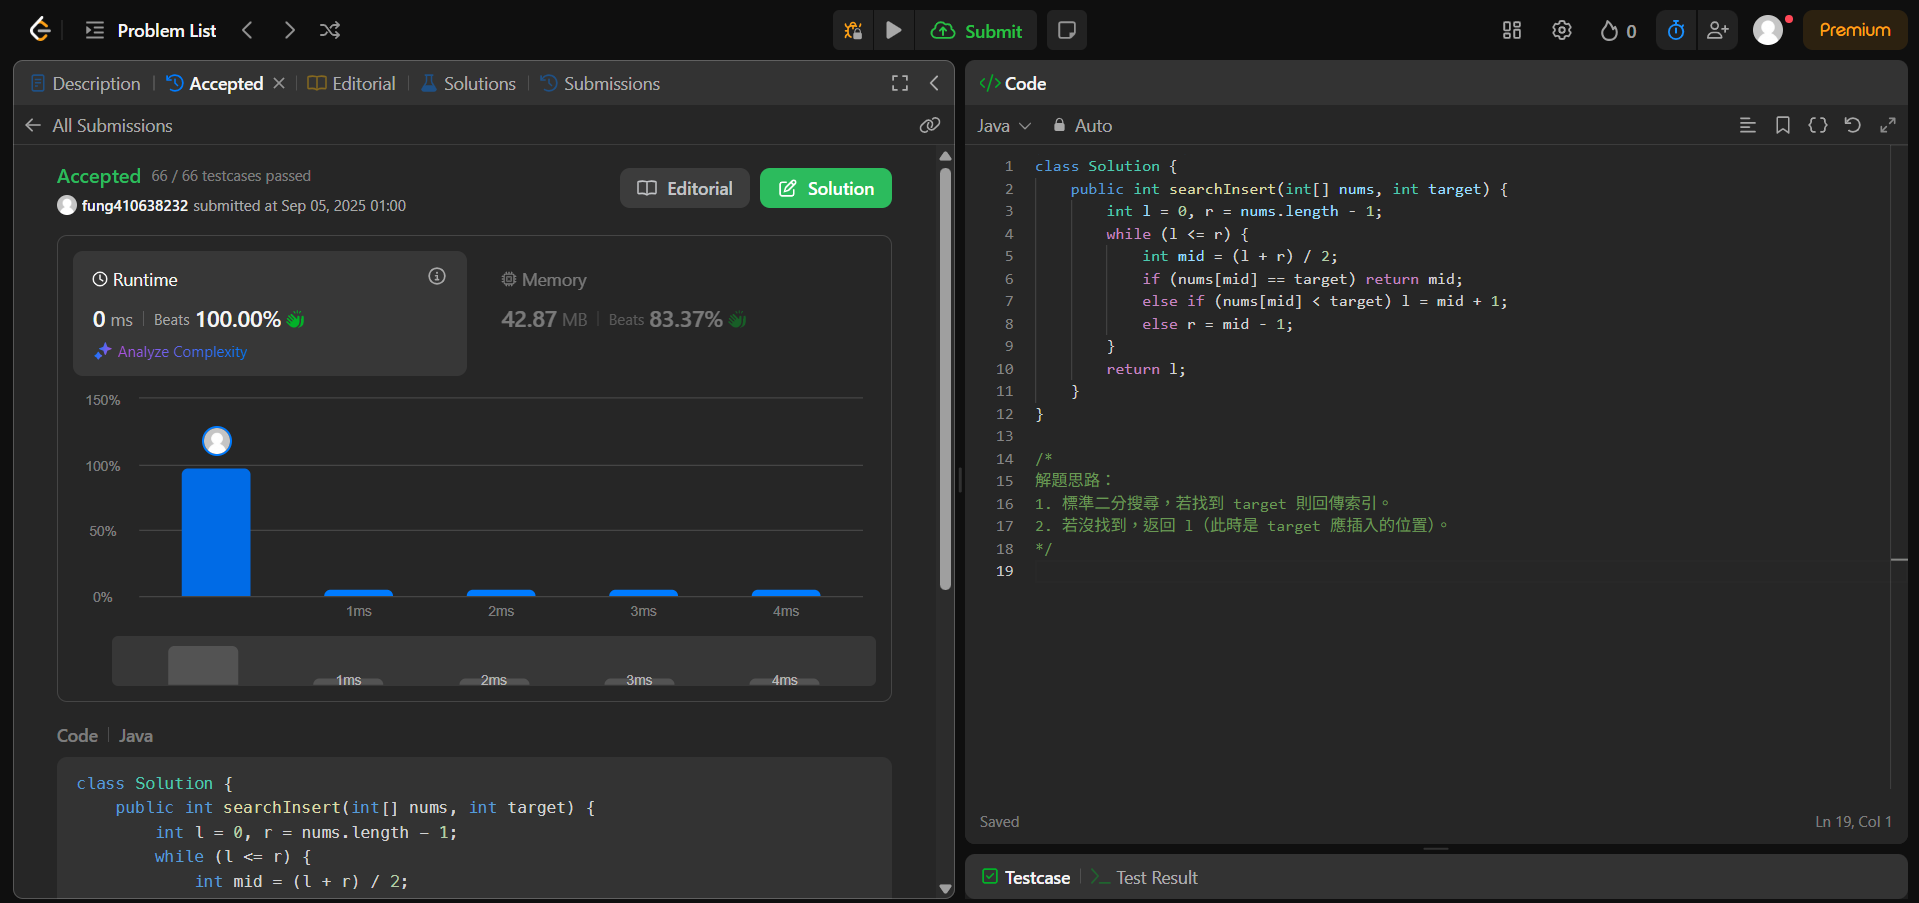 Problem List
Submit
0
Premium
Description
Accepted
Editorial
Solutions
Submissions
All Submissions
Accepted 66 / 66 testcases passed
fung410638232 submitted at Sep 05, 2025 01:00
Editorial
Solution
Runtime
0 ms Beats 100.00%
Analyze Complexity
Memory
42.87 MB Beats 83.37%
150%
100%
50%
0%
1ms 2ms 3ms 4ms
1ms 2ms 3ms 4ms
Code Java
class Solution {
    public int searchInsert(int[] nums, int target) {
        int l = 0, r = nums.length - 1;
        while (l <= r) {
            int mid = (l + r) / 2;
</> Code
Java Auto
1 class Solution {
2     public int searchInsert(int[] nums, int target) {
3         int l = 0, r = nums.length - 1;
4         while (l <= r) {
5             int mid = (l + r) / 2;
6             if (nums[mid] == target) return mid;
7             else if (nums[mid] < target) l = mid + 1;
8             else r = mid - 1;
9         }
10         return l;
11     }
12 }
13
14 /*
15 解題思路：
16 1. 標準二分搜尋，若找到 target 則回傳索引。
17 2. 若沒找到，返回 l（此時是 target 應插入的位置）。
18 */
19
Saved
Ln 19, Col 1
Testcase
Test Result